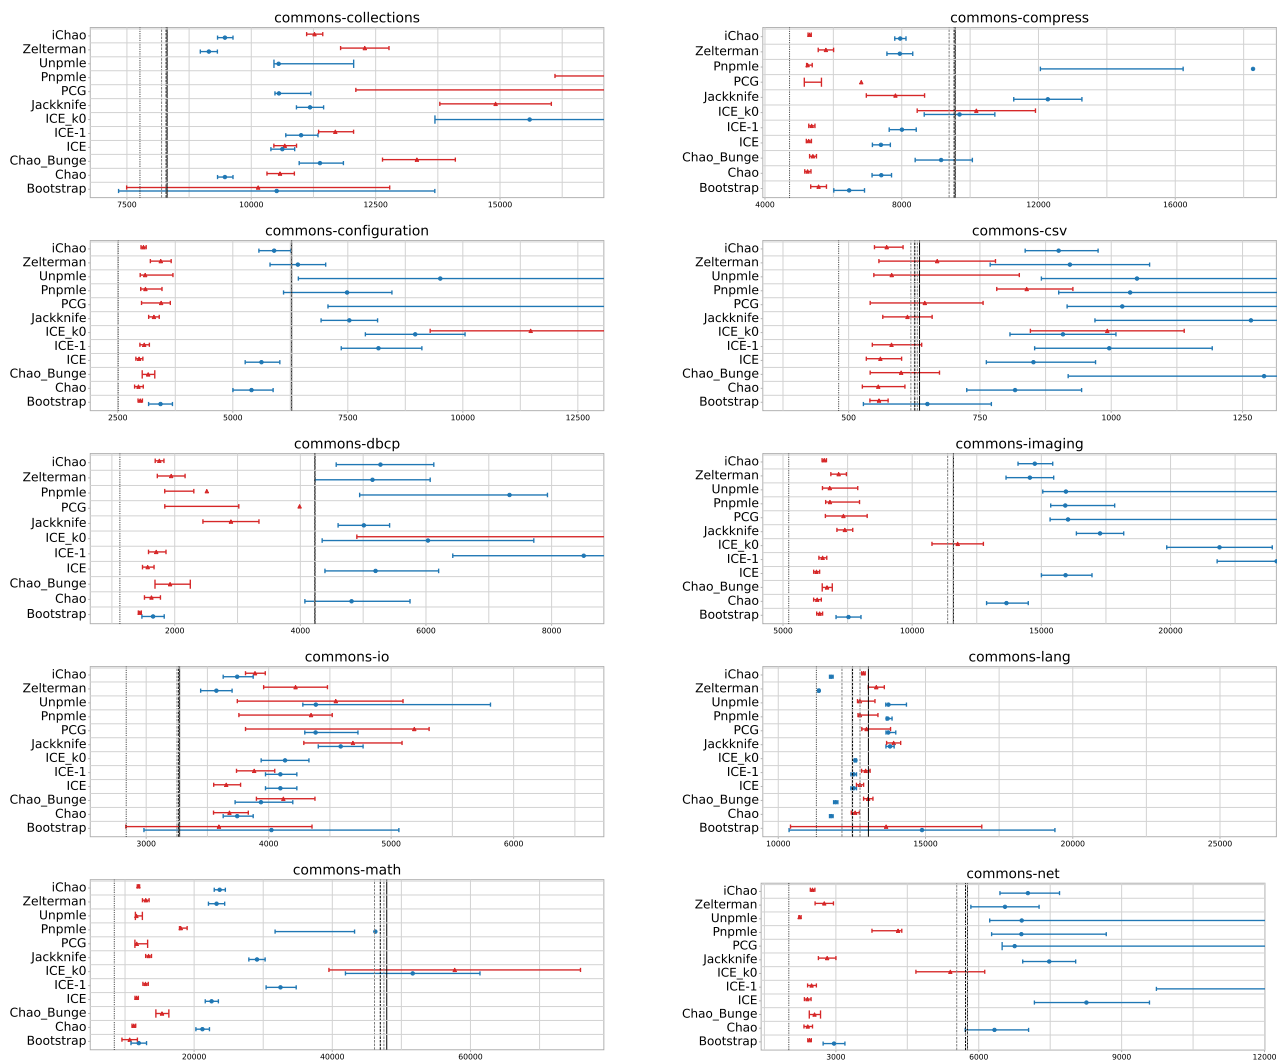 commons-collections
iChao
Zelterman
Unpmle
Pnpmle
PCG
Jackknife
ICE_k0
ICE-1
ICE
Chao_Bunge
Chao
Bootstrap
7500 10000 12500 15000
commons-compress
iChao
Zelterman
Pnpmle
PCG
Jackknife
ICE_k0
ICE-1
ICE
Chao_Bunge
Chao
Bootstrap
4000 8000 12000 16000
commons-configuration
iChao
Zelterman
Unpmle
Pnpmle
PCG
Jackknife
ICE_k0
ICE-1
ICE
Chao_Bunge
Chao
Bootstrap
2500 5000 7500 10000 12500
commons-csv
iChao
Zelterman
Unpmle
Pnpmle
PCG
Jackknife
ICE_k0
ICE-1
ICE
Chao_Bunge
Chao
Bootstrap
500 750 1000 1250
commons-dbcp
iChao
Zelterman
Pnpmle
PCG
Jackknife
ICE_k0
ICE-1
ICE
Chao_Bunge
Chao
Bootstrap
2000 4000 6000 8000
commons-imaging
iChao
Zelterman
Unpmle
Pnpmle
PCG
Jackknife
ICE_k0
ICE-1
ICE
Chao_Bunge
Chao
Bootstrap
5000 10000 15000 20000
commons-io
iChao
Zelterman
Unpmle
Pnpmle
PCG
Jackknife
ICE_k0
ICE-1
ICE
Chao_Bunge
Chao
Bootstrap
3000 4000 5000 6000
commons-lang
iChao
Zelterman
Unpmle
Pnpmle
PCG
Jackknife
ICE_k0
ICE-1
ICE
Chao_Bunge
Chao
Bootstrap
10000 15000 20000 25000
commons-math
iChao
Zelterman
Unpmle
Pnpmle
PCG
Jackknife
ICE_k0
ICE-1
ICE
Chao_Bunge
Chao
Bootstrap
20000 40000 60000
commons-net
iChao
Zelterman
Unpmle
Pnpmle
PCG
Jackknife
ICE_k0
ICE-1
ICE
Chao_Bunge
Chao
Bootstrap
3000 6000 9000 12000